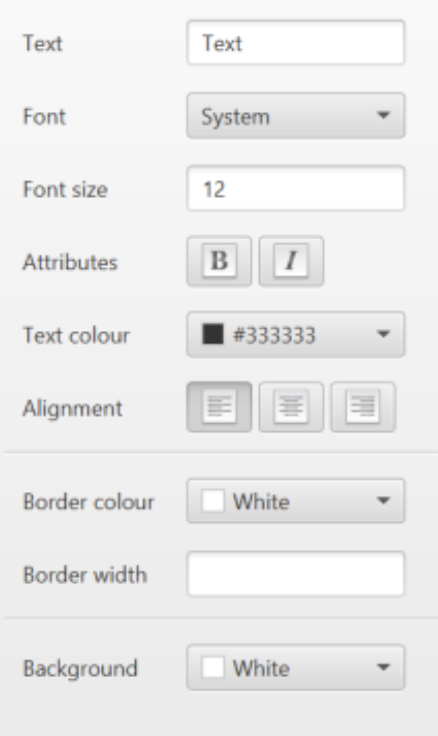 Text Text
Font System
Font size 12
Attributes B I
Text colour #333333
Alignment
Border colour White
Border width
Background White